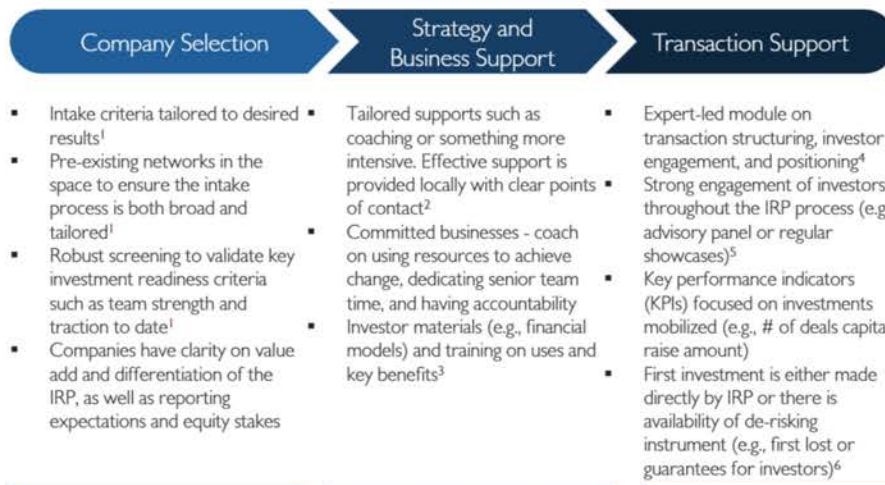 Company Selection
Strategy and
Business Support
Transaction Support
▪ Intake criteria tailored to desired
results¹
▪ Pre-existing networks in the
space to ensure the intake
process is both broad and
tailored¹
▪ Robust screening to validate key
investment readiness criteria
such as team strength and
traction to date¹
▪ Companies have clarity on value
add and differentiation of the
IRP, as well as reporting
expectations and equity stakes
▪ Tailored supports such as
coaching or something more
intensive. Effective support is
provided locally with clear points
of contact²
▪ Committed businesses - coach
on using resources to achieve
change, dedicating senior team
time, and having accountability
▪ Investor materials (e.g., financial
models) and training on uses and
key benefits³
▪ Expert-led module on
transaction structuring, investor
engagement, and positioning⁴
▪ Strong engagement of investors
throughout the IRP process (e.g
advisory panel or regular
showcases)⁵
▪ Key performance indicators
(KPIs) focused on investments
mobilized (e.g., # of deals capita
raise amount)
▪ First investment is either made
directly by IRP or there is
availability of de-risking
instrument (e.g., first lost or
guarantees for investors)⁶